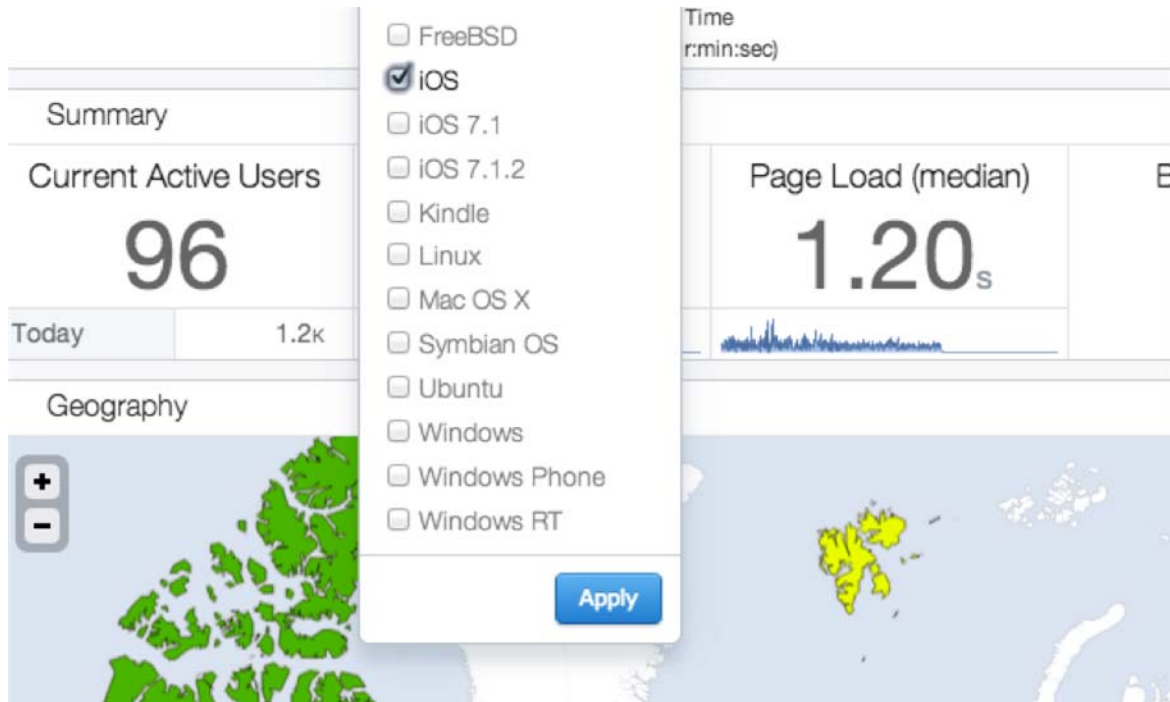 Time
r:min:sec)
FreeBSD
iOS
iOS 7.1
iOS 7.1.2
Kindle
Linux
Mac OS X
Symbian OS
Ubuntu
Windows
Windows Phone
Windows RT
Apply
Summary
Current Active Users
96
Today
1.2K
Page Load (median)
1.20s
Geography
+
−